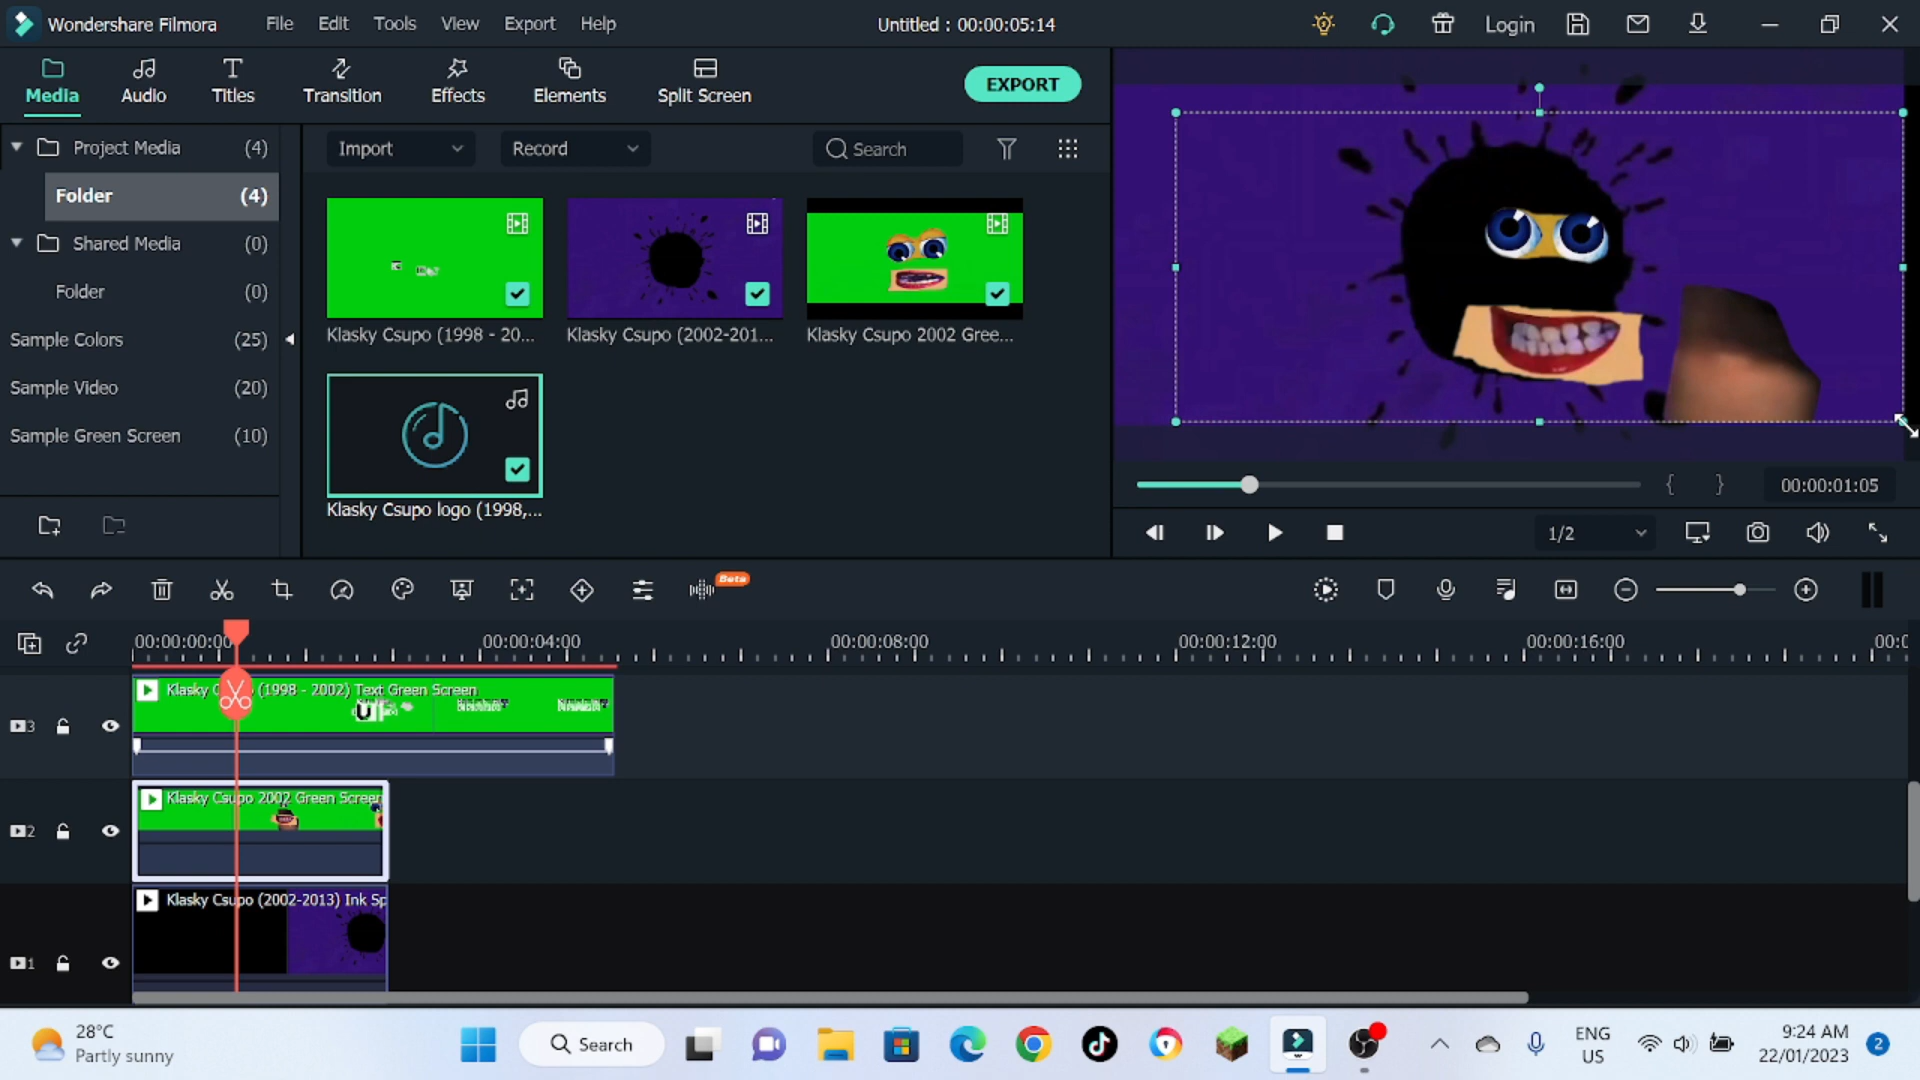 Wondershare Filmora File Edit Tools View Export Help Untitled : 00:00:05:14 Login
Media Audio Titles Transition Effects Elements Split Screen EXPORT
Project Media (4)
Folder (4)
Shared Media (0)
Folder (0)
Sample Colors (25)
Sample Video (20)
Sample Green Screen (10)
Import Record Search
Klasky Csupo (1998 - 20... Klasky Csupo (2002-201... Klasky Csupo 2002 Gree...
Klasky Csupo logo (1998,...
{ } 00:00:01:05
1/2
Beta
00:00:00:00 00:00:04:00 00:00:08:00 00:00:12:00 00:00:16:00
Klasky (1998 - 2002) Text Green Screen
3
Klasky Csupo 2002 Green Screen
2
Klasky Csupo (2002-2013) Ink Sp
1
28°C
Partly sunny
Search
ENG
US
9:24 AM
22/01/2023
2